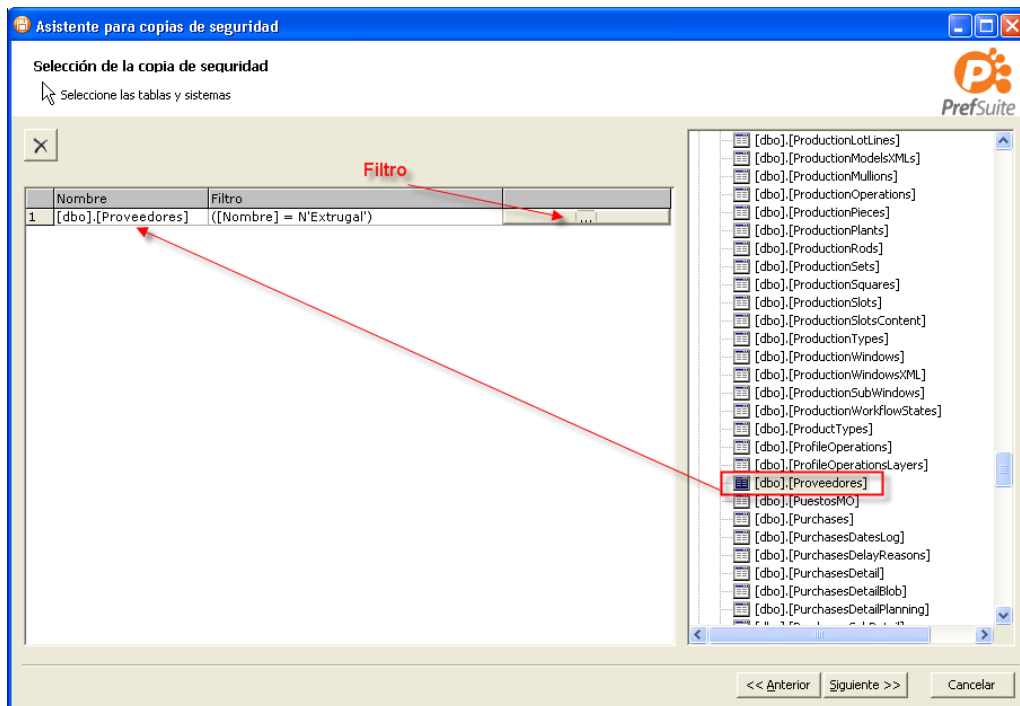 Asistente para copias de seguridad
Selección de la copia de seguridad
Seleccione las tablas y sistemas
PrefSuite
Filtro
Nombre Filtro
1 [dbo].[Proveedores] ([Nombre] = N'Extrugal') ...
[dbo].[ProductionLotLines]
[dbo].[ProductionModelsXMLs]
[dbo].[ProductionMullions]
[dbo].[ProductionOperations]
[dbo].[ProductionPieces]
[dbo].[ProductionPlants]
[dbo].[ProductionRods]
[dbo].[ProductionSets]
[dbo].[ProductionSquares]
[dbo].[ProductionSlots]
[dbo].[ProductionSlotsContent]
[dbo].[ProductionTypes]
[dbo].[ProductionWindows]
[dbo].[ProductionWindowsXML]
[dbo].[ProductionSubWindows]
[dbo].[ProductionWorkflowStates]
[dbo].[ProductTypes]
[dbo].[ProfileOperations]
[dbo].[ProfileOperationsLayers]
[dbo].[Proveedores]
[dbo].[PuestosMO]
[dbo].[Purchases]
[dbo].[PurchasesDatesLog]
[dbo].[PurchasesDelayReasons]
[dbo].[PurchasesDetail]
[dbo].[PurchasesDetailBlob]
[dbo].[PurchasesDetailPlanning]
<< Anterior Siguiente >> Cancelar